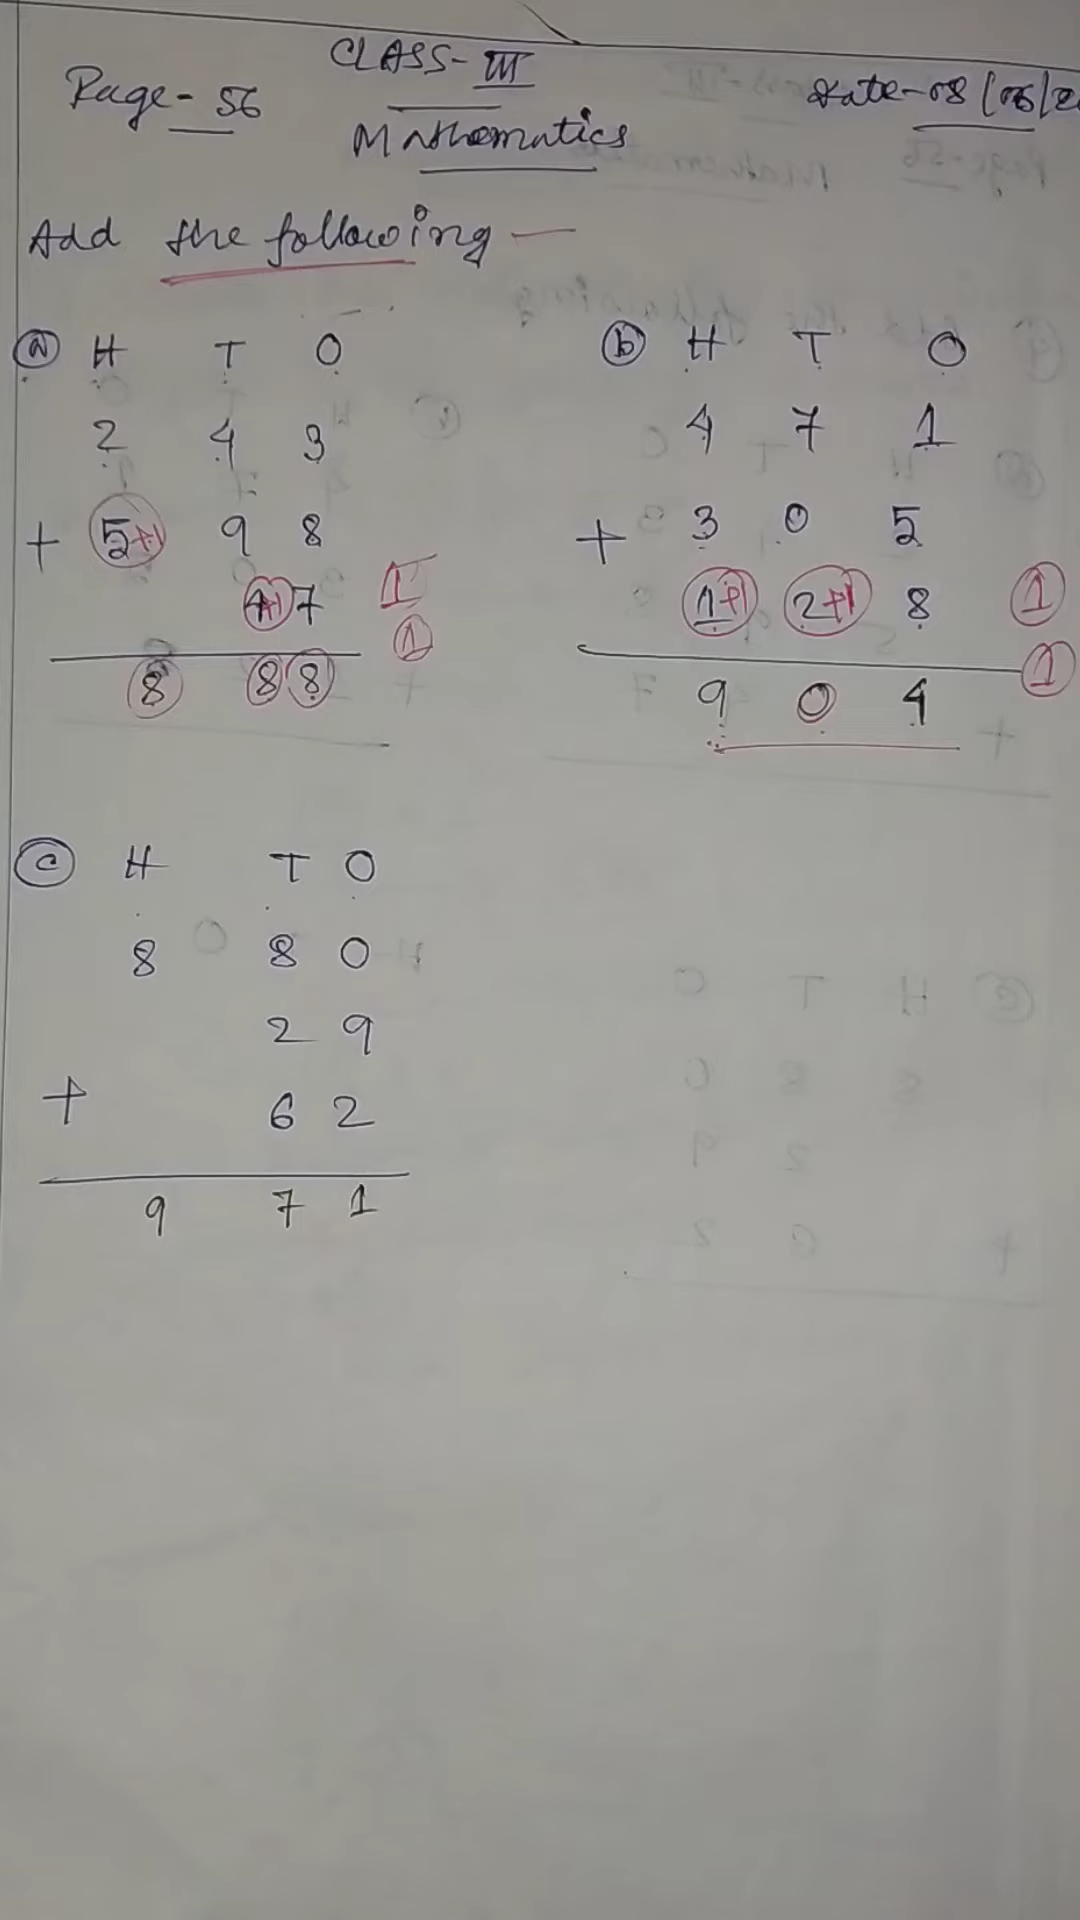 CLASS-III
Page-56
Date-08/06/2
Mathematics
Add the following—
(a) H T O
2 4 3
+ 5+1 9 8
4+1 7 1
1
8 8 8
(b) H T O
4 7 1
+ 3 0 5
1+1 2+1 8 1
1
9 0 4
(c) H T O
8 8 0
2 9
+ 6 2
9 7 1